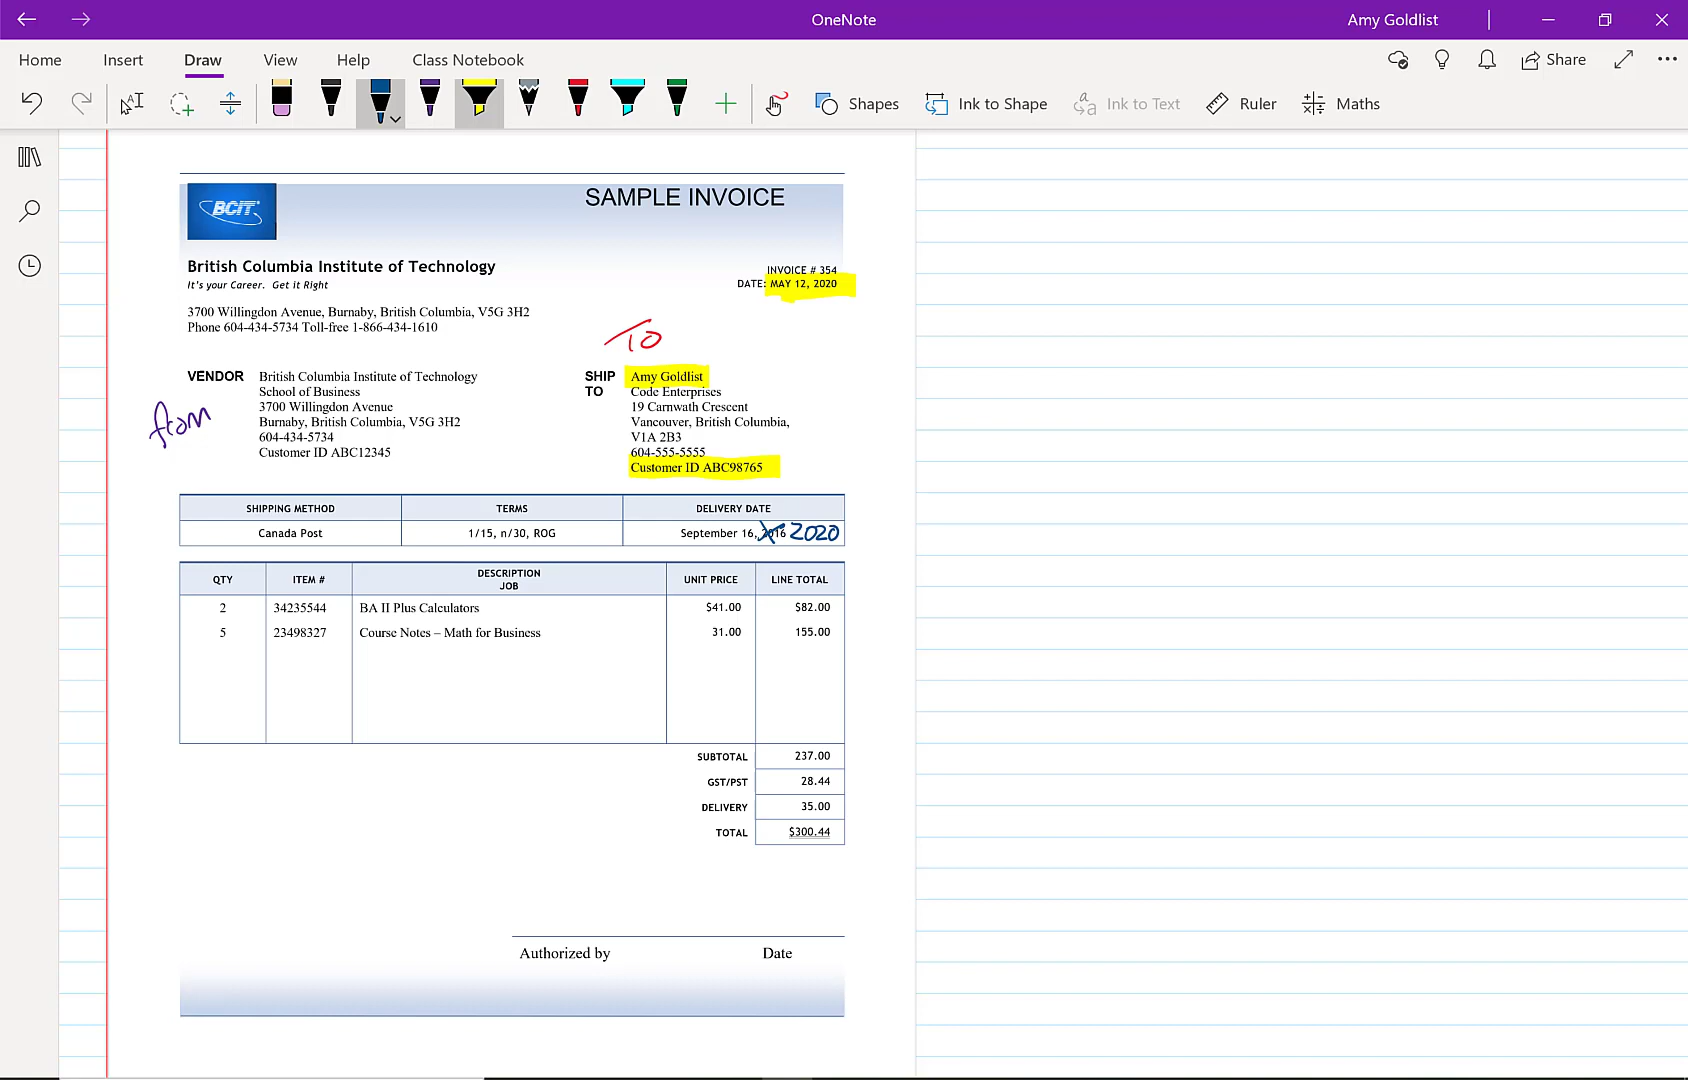 OneNote
Amy Goldlist
Home Insert Draw View Help Class Notebook
Share
Shapes Ink to Shape Ink to Text Ruler Maths
BCIT
SAMPLE INVOICE
British Columbia Institute of Technology
It's your Career. Get it Right
INVOICE # 354
DATE: MAY 12, 2020
3700 Willingdon Avenue, Burnaby, British Columbia, V5G 3H2
Phone 604-434-5734 Toll-free 1-866-434-1610
To
from
VENDOR
British Columbia Institute of Technology
School of Business
3700 Willingdon Avenue
Burnaby, British Columbia, V5G 3H2
604-434-5734
Customer ID ABC12345
SHIP
TO
Amy Goldlist
Code Enterprises
19 Carnwath Crescent
Vancouver, British Columbia,
V1A 2B3
604-555-5555
Customer ID ABC98765
SHIPPING METHOD TERMS DELIVERY DATE
Canada Post 1/15, n/30, ROG September 16, 2016 2020
QTY ITEM # DESCRIPTION JOB UNIT PRICE LINE TOTAL
2 34235544 BA II Plus Calculators $41.00 $82.00
5 23498327 Course Notes – Math for Business 31.00 155.00
SUBTOTAL 237.00
GST/PST 28.44
DELIVERY 35.00
TOTAL $300.44
Authorized by Date